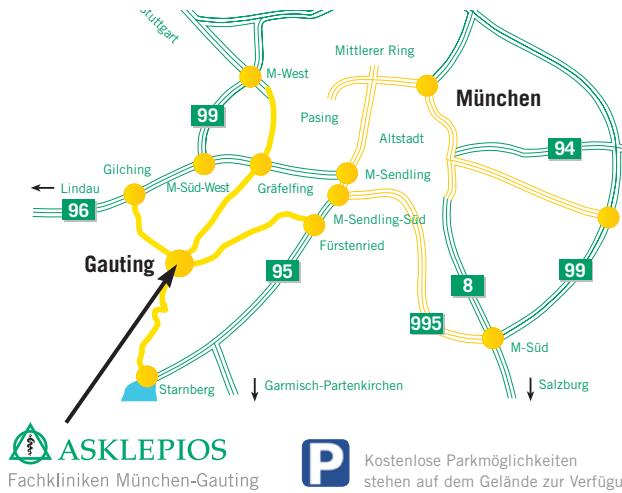 Stuttgart
Mittlerer Ring
M-West
München
Pasing
99
Altstadt
94
Gilching
M-Süd-West
Gräfelfing
M-Sendling
Lindau
96
M-Sendling-Süd
Fürstenried
Gauting
95
8
99
995
M-Süd
Starnberg
Garmisch-Partenkirchen
Salzburg
ASKLEPIOS
Fachkliniken München-Gauting
P
Kostenlose Parkmöglichkeiten
stehen auf dem Gelände zur Verfügu